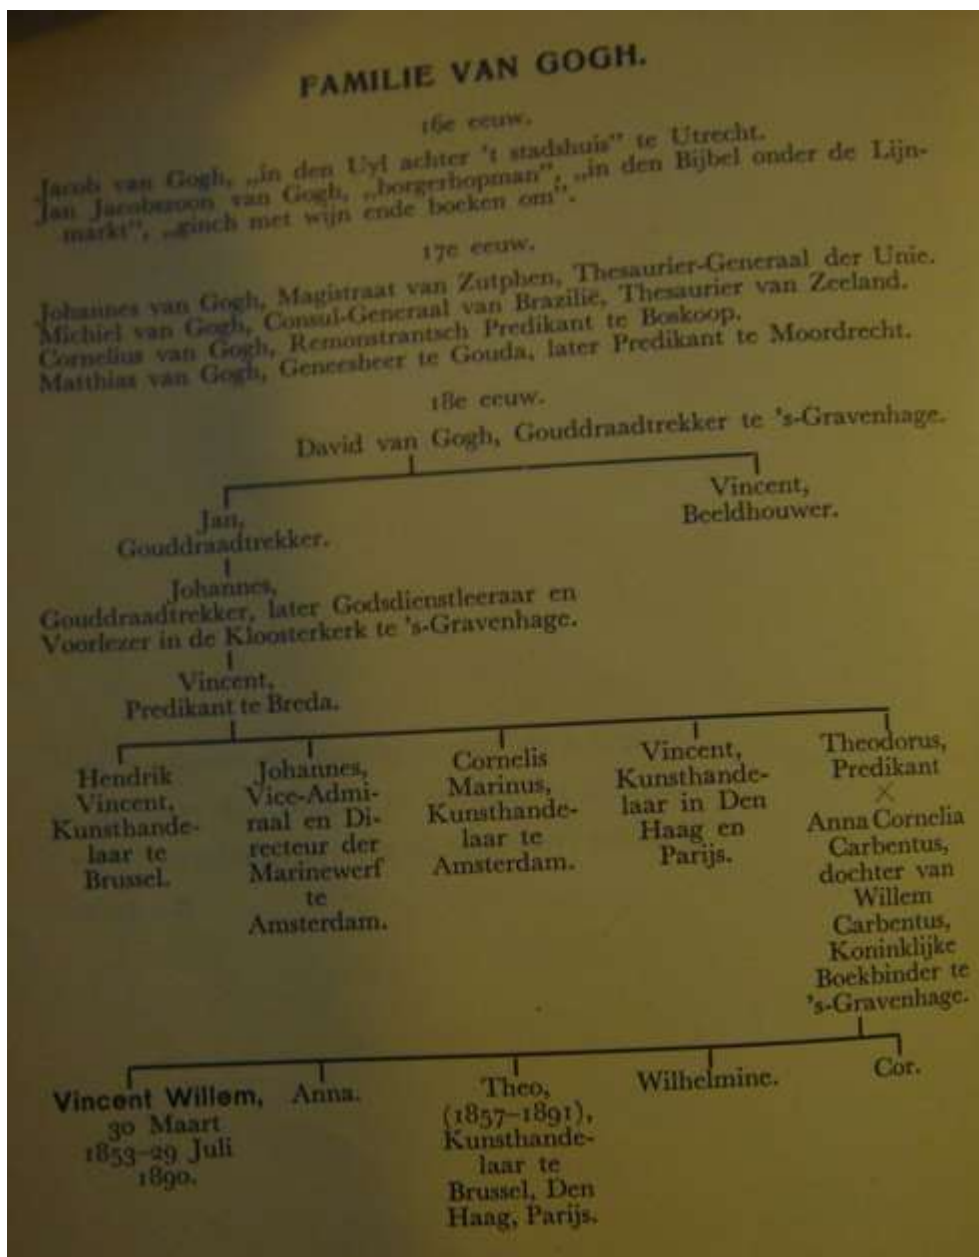 FAMILIE VAN GOGH.
16e eeuw.
Jacob van Gogh, „in den Uyl achter 't stadshuis” te Utrecht.
Jan Jacobszoon van Gogh, „borgerhopman”, „in den Bijbel onder de Lijn-
markt”, „ginch met wijn ende boeken om”.
17e eeuw.
Johannes van Gogh, Magistraat van Zutphen, Thesaurier-Generaal der Unie.
Michiel van Gogh, Consul-Generaal van Brazilië, Thesaurier van Zeeland.
Cornelius van Gogh, Remonstrantsch Predikant te Boskoop.
Matthias van Gogh, Geneesheer te Gouda, later Predikant te Moordrecht.
18e eeuw.
David van Gogh, Gouddraadtrekker te 's-Gravenhage.
Jan,
Gouddraadtrekker.
Vincent,
Beeldhouwer.
Johannes,
Gouddraadtrekker, later Godsdienstleeraar en
Voorlezer in de Kloosterkerk te 's-Gravenhage.
Vincent,
Predikant te Breda.
Hendrik
Vincent,
Kunsthande-
laar te
Brussel.
Johannes,
Vice-Admi-
raal en Di-
recteur der
Marinewerf
te
Amsterdam.
Cornelis
Marinus,
Kunsthande-
laar te
Amsterdam.
Vincent,
Kunsthande-
laar in Den
Haag en
Parijs.
Theodorus,
Predikant
×
Anna Cornelia
Carbentus,
dochter van
Willem
Carbentus,
Koninklijke
Boekbinder te
's-Gravenhage.
Vincent Willem,
30 Maart
1853–29 Juli
1890.
Anna.
Theo,
(1857–1891),
Kunsthande-
laar te
Brussel, Den
Haag, Parijs.
Wilhelmine.
Cor.